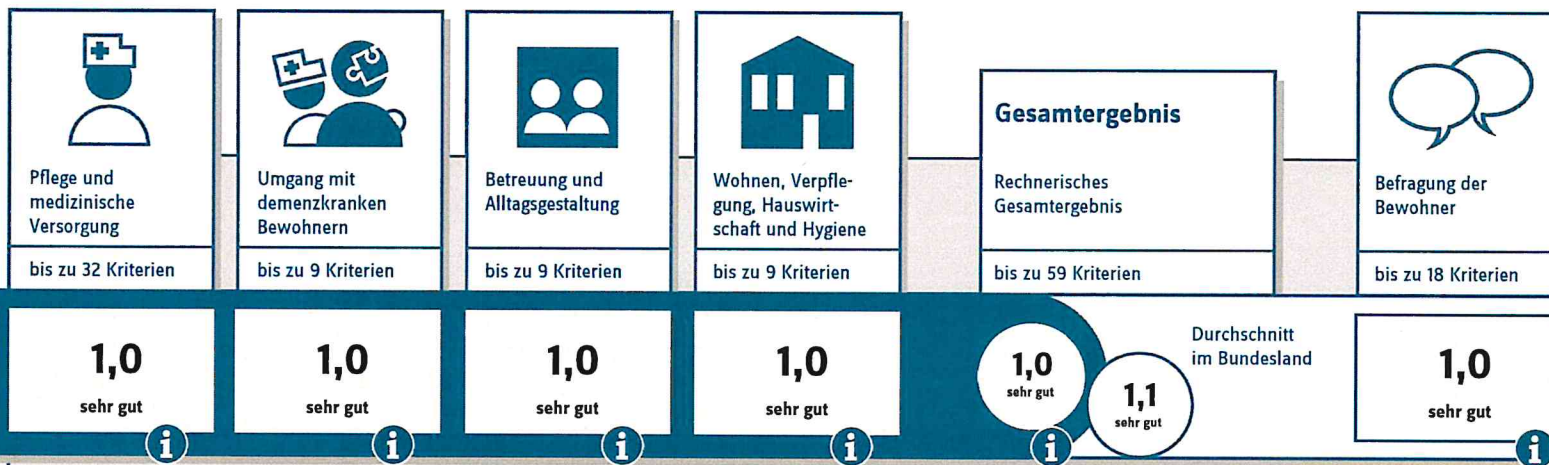 Pflege und
medizinische
Versorgung
bis zu 32 Kriterien
1,0
sehr gut
i
Umgang mit
demenzkranken
Bewohnern
bis zu 9 Kriterien
1,0
sehr gut
i
Betreuung und
Alltagsgestaltung
bis zu 9 Kriterien
1,0
sehr gut
i
Wohnen, Verpfle-
gung, Hauswirt-
schaft und Hygiene
bis zu 9 Kriterien
1,0
sehr gut
i
Gesamtergebnis
Rechnerisches
Gesamtergebnis
bis zu 59 Kriterien
1,0
sehr gut
i
Durchschnitt
im Bundesland
1,1
sehr gut
Befragung der
Bewohner
bis zu 18 Kriterien
1,0
sehr gut
i